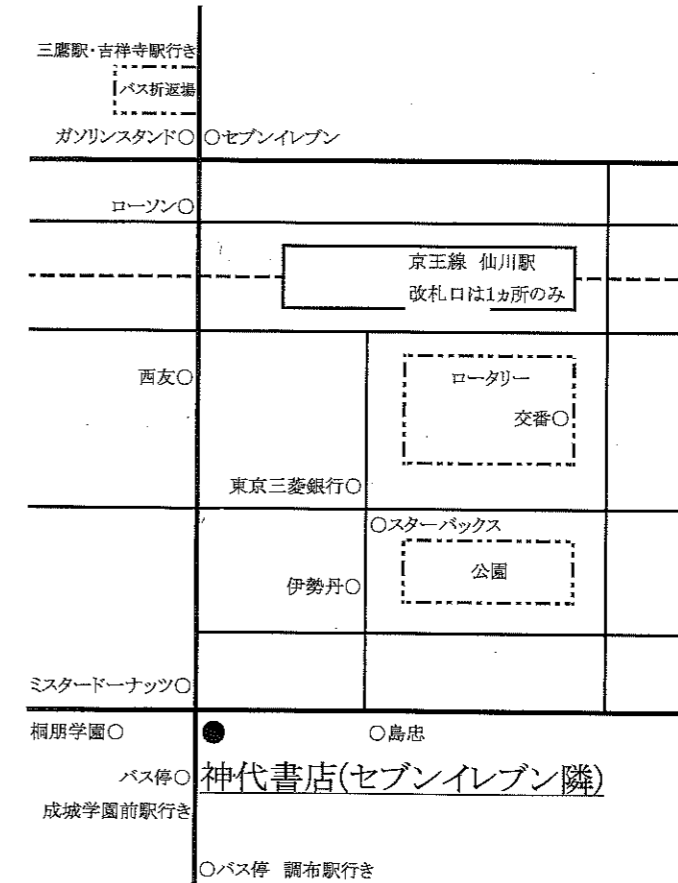 三鷹駅・吉祥寺駅行き
バス折返場
ガソリンスタンド○
○セブンイレブン
ローソン○
京王線 仙川駅
改札口は1ヵ所のみ
西友○
ロータリー
交番○
東京三菱銀行○
○スターバックス
公園
伊勢丹○
ミスタードーナッツ○
桐朋学園○
●
○島忠
バス停○
神代書店(セブンイレブン隣)
成城学園前駅行き
○バス停 調布駅行き